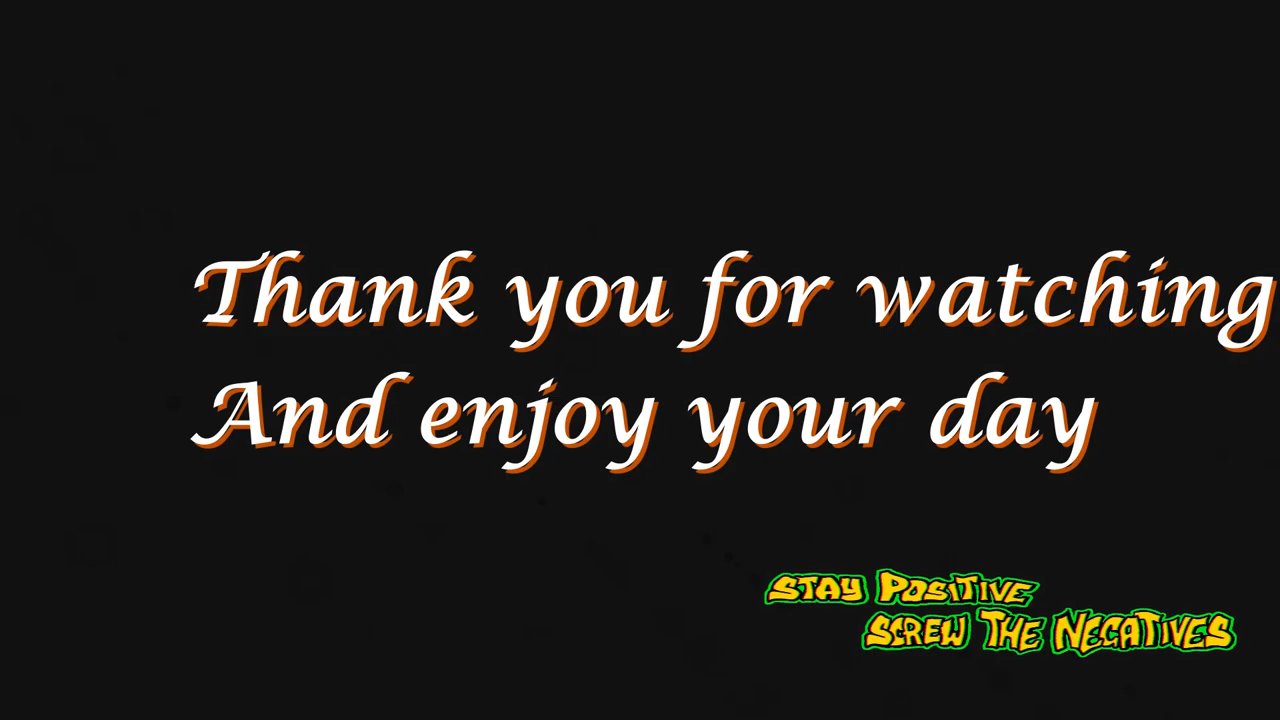 Thank you for watching
And enjoy your day
STAY POSITIVE
SCREW THE NEGATIVES